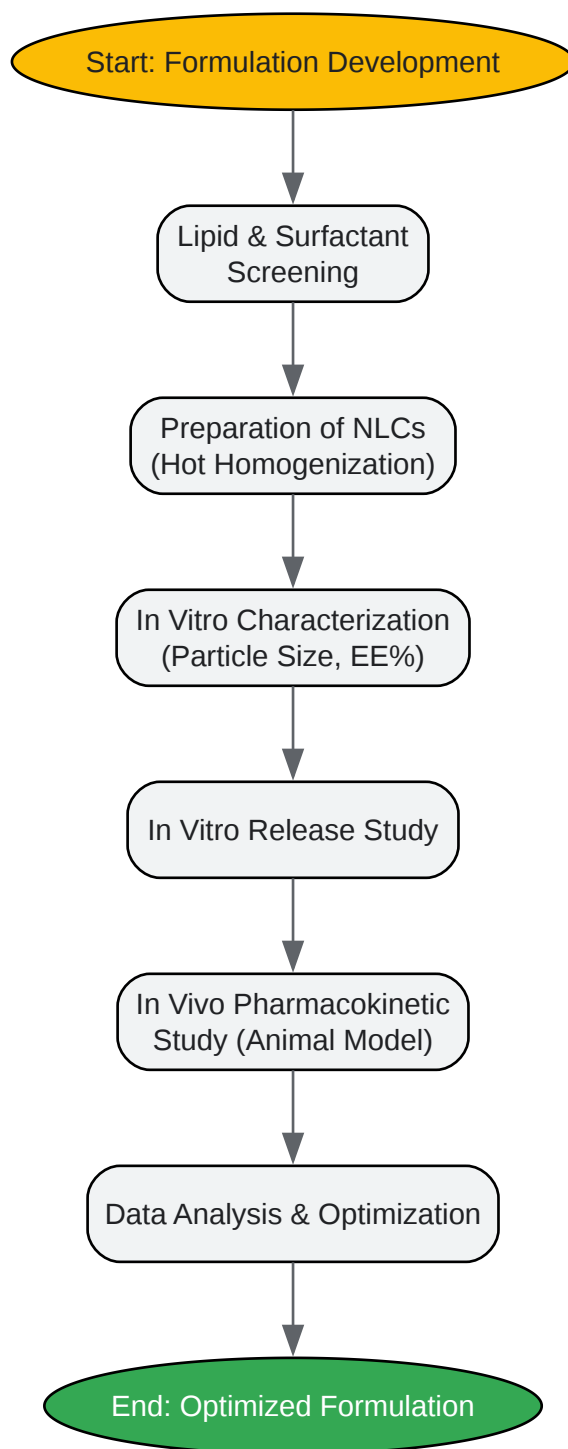 Start: Formulation Development
Lipid & Surfactant
Screening
Preparation of NLCs
(Hot Homogenization)
In Vitro Characterization
(Particle Size, EE%)
In Vitro Release Study
In Vivo Pharmacokinetic
Study (Animal Model)
Data Analysis & Optimization
End: Optimized Formulation